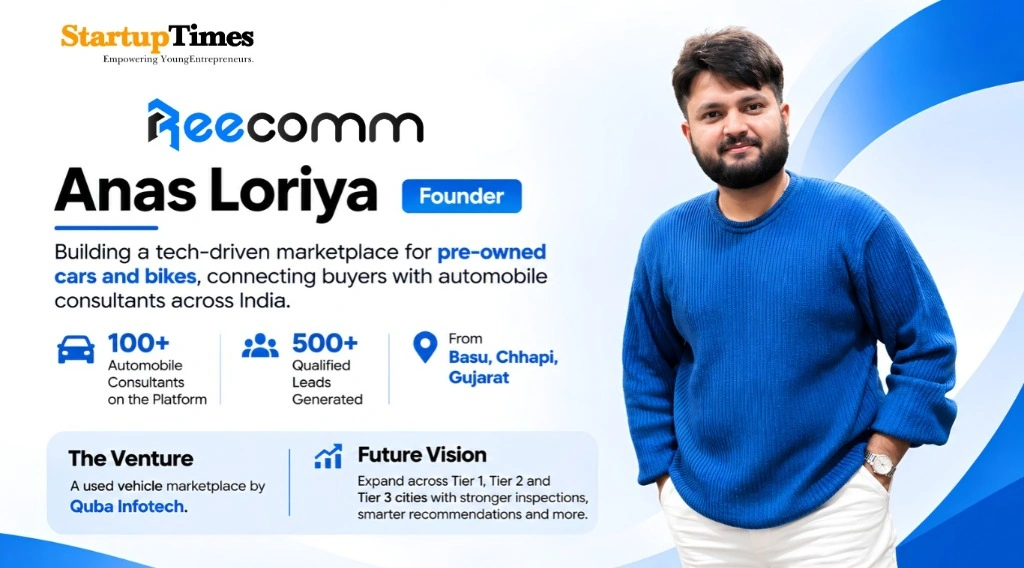 StartupTimes
Empowering YoungEntrepreneurs.
Reecomm
Anas Loriya
Founder
Building a tech-driven marketplace for pre-owned
cars and bikes, connecting buyers with automobile
consultants across India.
100+
Automobile
Consultants
on the Platform
500+
Qualified
Leads
Generated
From
Basu, Chhapi,
Gujarat
The Venture
A used vehicle marketplace by
Quba Infotech.
Future Vision
Expand across Tier 1, Tier 2 and
Tier 3 cities with stronger inspections,
smarter recommendations and more.